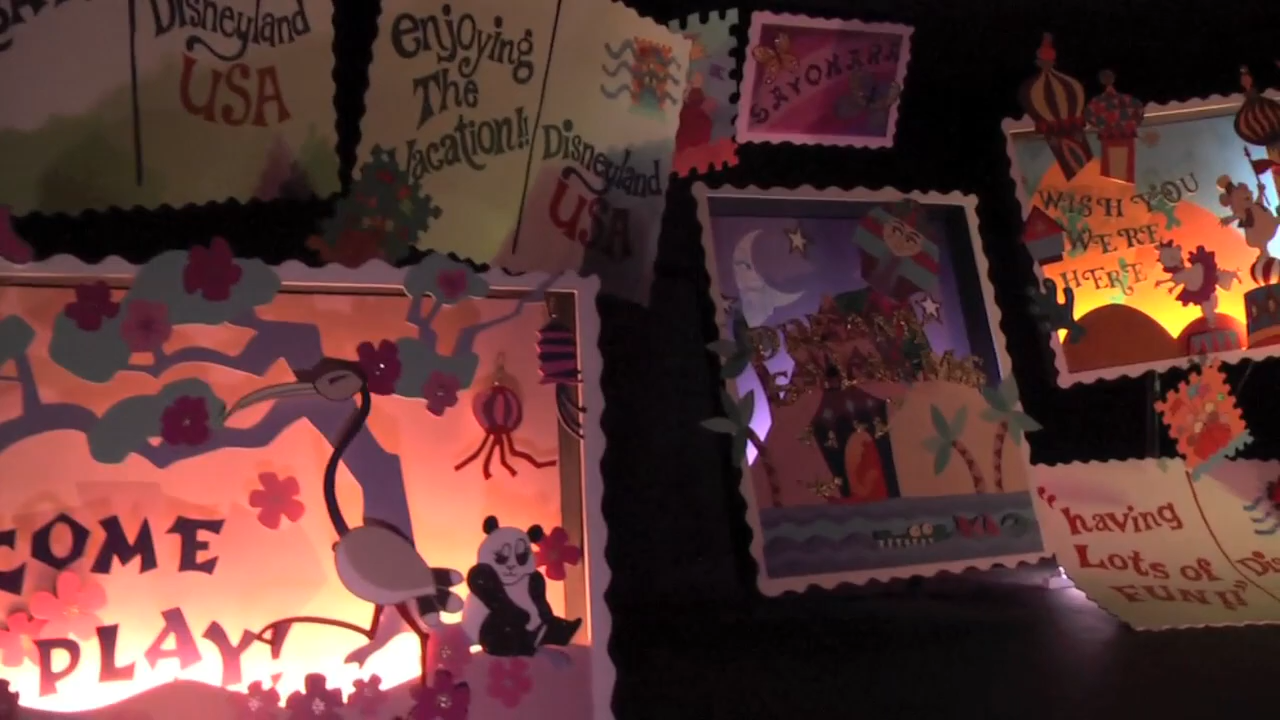 Disneyland
USA
enjoying
The
Vacation!!
Disneyland
USA
SAYONARA
WISH YOU
WERE
HERE
COME
PLAY!
"having
Lots of
FUN!!"